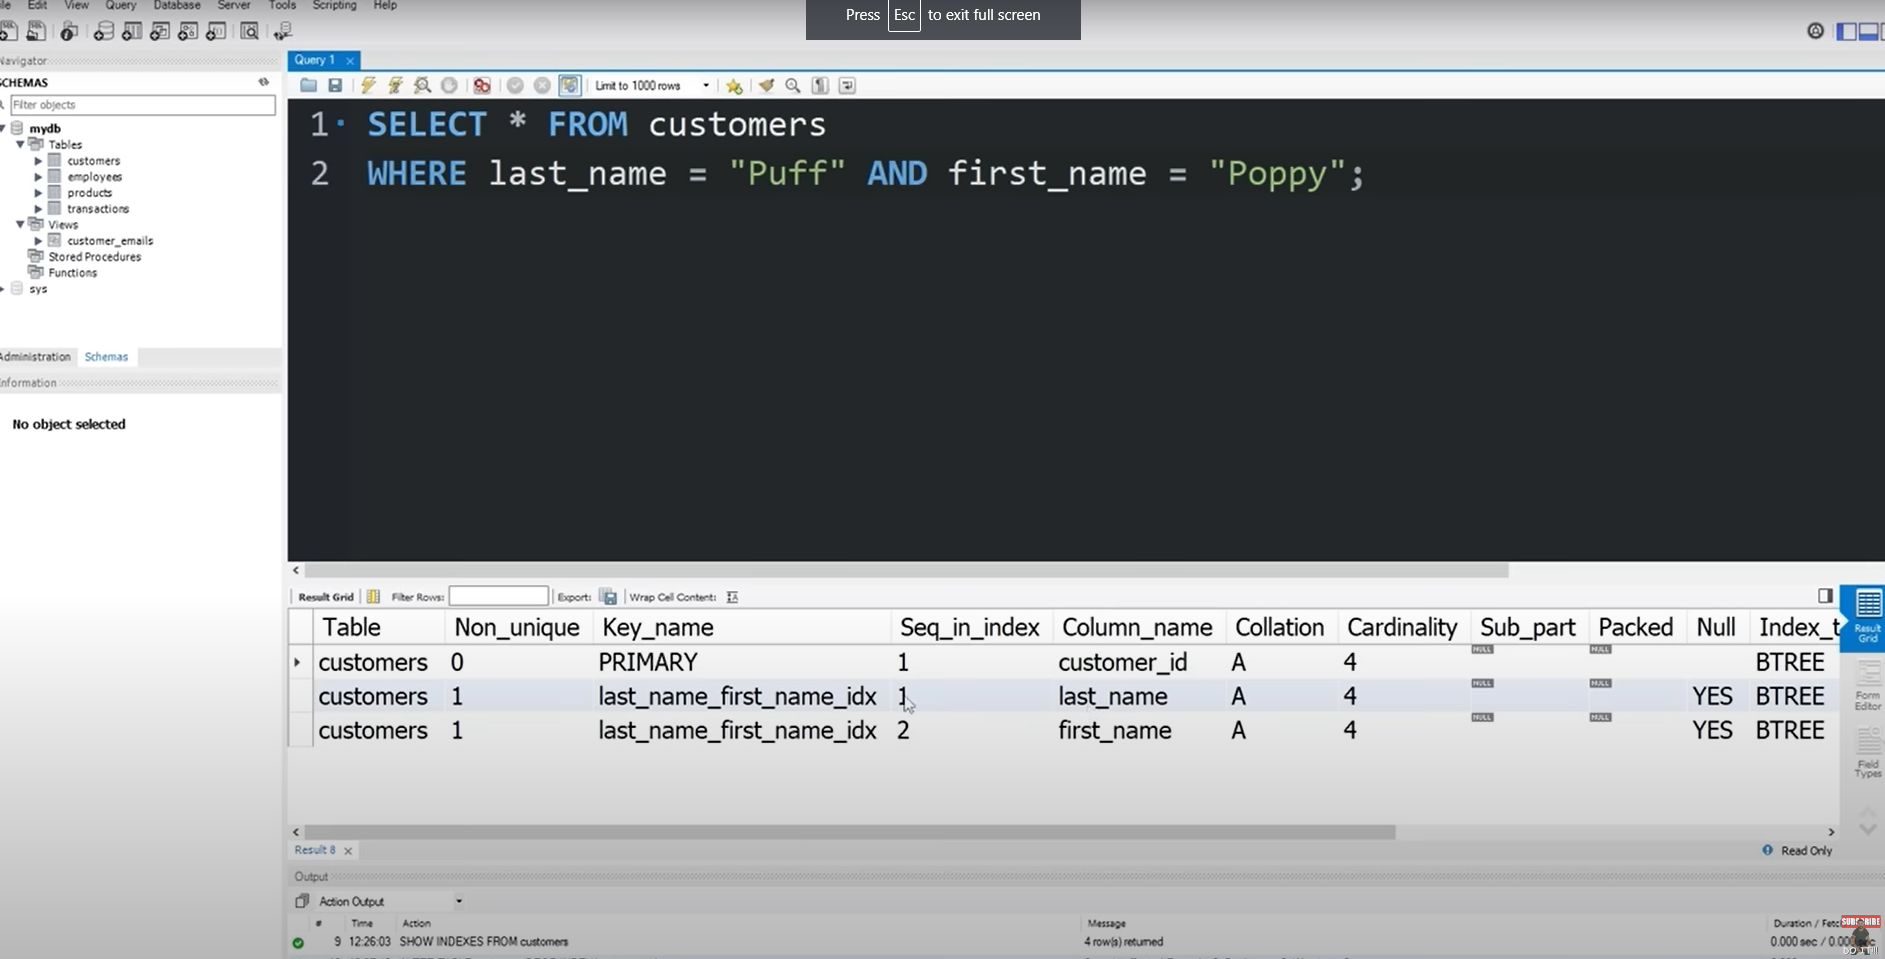 Press Esc to exit full screen
Edit View Query Database Server Tools Scripting Help
Navigator
SCHEMAS
Filter objects
mydb
Tables
customers
employees
products
transactions
Views
customer_emails
Stored Procedures
Functions
sys
Administration Schemas
Information
No object selected
Query 1
Limit to 1000 rows
1 SELECT * FROM customers
2 WHERE last_name = "Puff" AND first_name = "Poppy";
Result Grid Filter Rows: Export: Wrap Cell Content:
Table Non_unique Key_name Seq_in_index Column_name Collation Cardinality Sub_part Packed Null Index_t
customers 0 PRIMARY 1 customer_id A 4 NULL NULL BTREE
customers 1 last_name_first_name_idx 1 last_name A 4 NULL NULL YES BTREE
customers 1 last_name_first_name_idx 2 first_name A 4 NULL NULL YES BTREE
Result Grid
Form Editor
Field Types
Result 8 Read Only
Output
Action Output
# Time Action Message Duration / Fetc
9 12:26:03 SHOW INDEXES FROM customers 4 row(s) returned 0.000 sec / 0.000
SUBSCRIBE